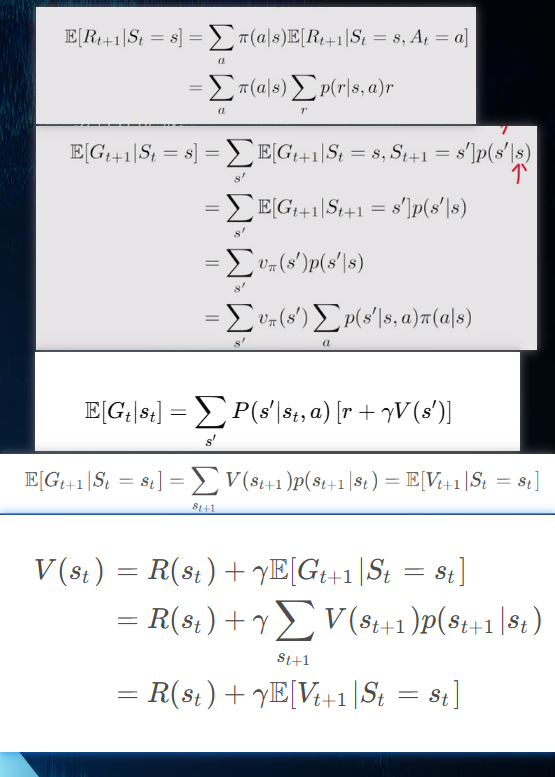 𝔼[R_{t+1}|S_t = s] = ∑_a π(a|s)𝔼[R_{t+1}|S_t = s, A_t = a]
= ∑_a π(a|s) ∑_r p(r|s, a)r
𝔼[G_{t+1}|S_t = s] = ∑_{s'} 𝔼[G_{t+1}|S_t = s, S_{t+1} = s']p(s'|s)
= ∑_{s'} 𝔼[G_{t+1}|S_{t+1} = s']p(s'|s)
= ∑_{s'} v_π(s')p(s'|s)
= ∑_{s'} v_π(s') ∑_a p(s'|s, a)π(a|s)
𝔼[G_t|s_t] = ∑_{s'} P(s'|s_t, a) [r + γV(s')]
𝔼[G_{t+1}|S_t = s_t] = ∑_{s_{t+1}} V(s_{t+1})p(s_{t+1}|s_t) = 𝔼[V_{t+1}|S_t = s_t]
V(s_t) = R(s_t) + γ𝔼[G_{t+1}|S_t = s_t]
= R(s_t) + γ ∑_{s_{t+1}} V(s_{t+1})p(s_{t+1}|s_t)
= R(s_t) + γ𝔼[V_{t+1}|S_t = s_t]